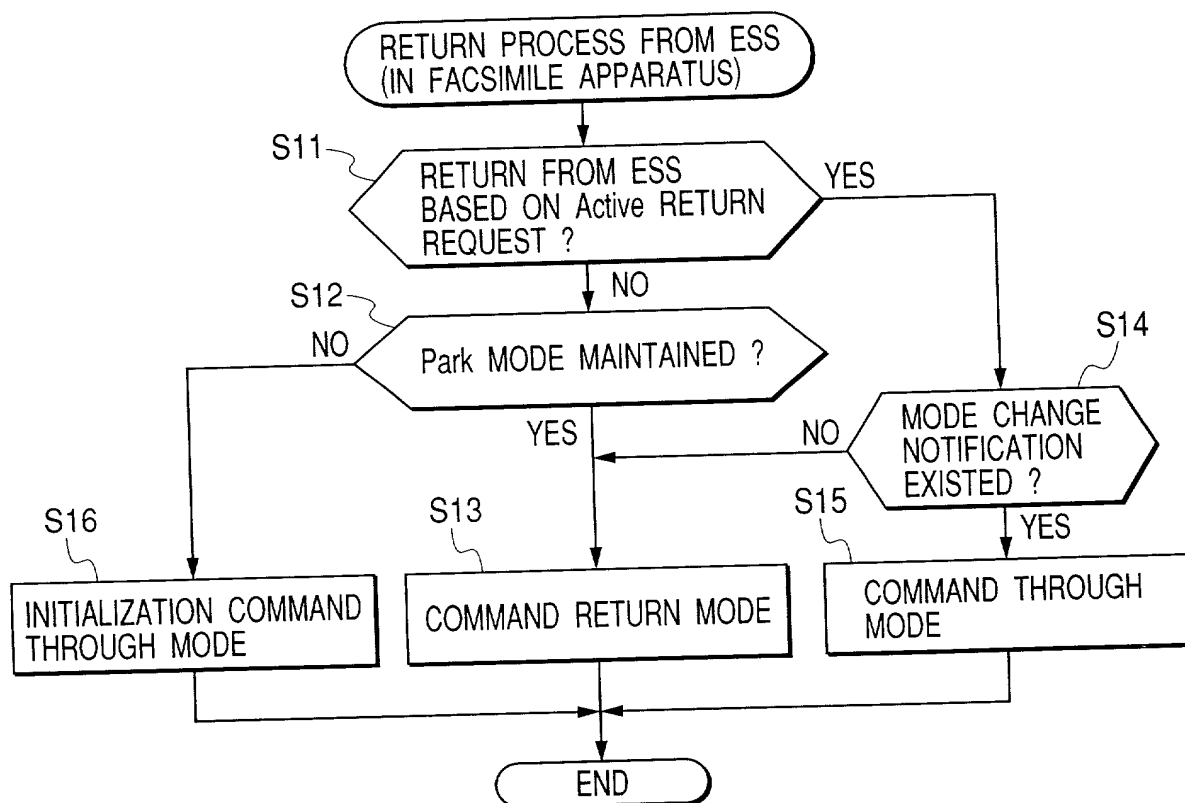 RETURN PROCESS FROM ESS
(IN FACSIMILE APPARATUS)
S11
RETURN FROM ESS
BASED ON Active RETURN
REQUEST ?
YES
NO
S12
Park MODE MAINTAINED ?
NO
YES
S14
MODE CHANGE
NOTIFICATION
EXISTED ?
NO
YES
S16
INITIALIZATION COMMAND
THROUGH MODE
S13
COMMAND RETURN MODE
S15
COMMAND THROUGH
MODE
END